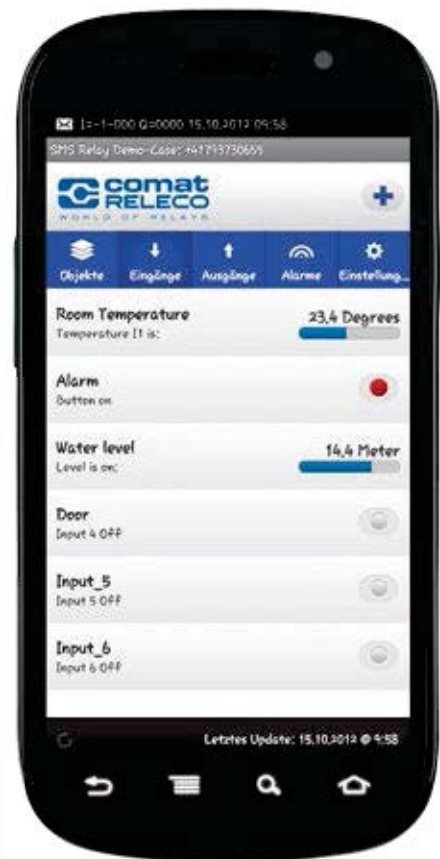 I=-1-000 Q=0000 15.10.2012 09:58
SMS Relay Demo-Case: +41793730655
comat
RELECO
WORLD OF RELAYS
Objekte Eingänge Ausgänge Alarme Einstellung...
Room Temperature
23,4 Degrees
Temperature It is:
Alarm
Button on
Water level
14,4 Meter
Level is on:
Door
Input 4 Off
Input_5
Input 5 Off
Input_6
Input 6 Off
Letztes Update: 15.10.2012 @ 9:58